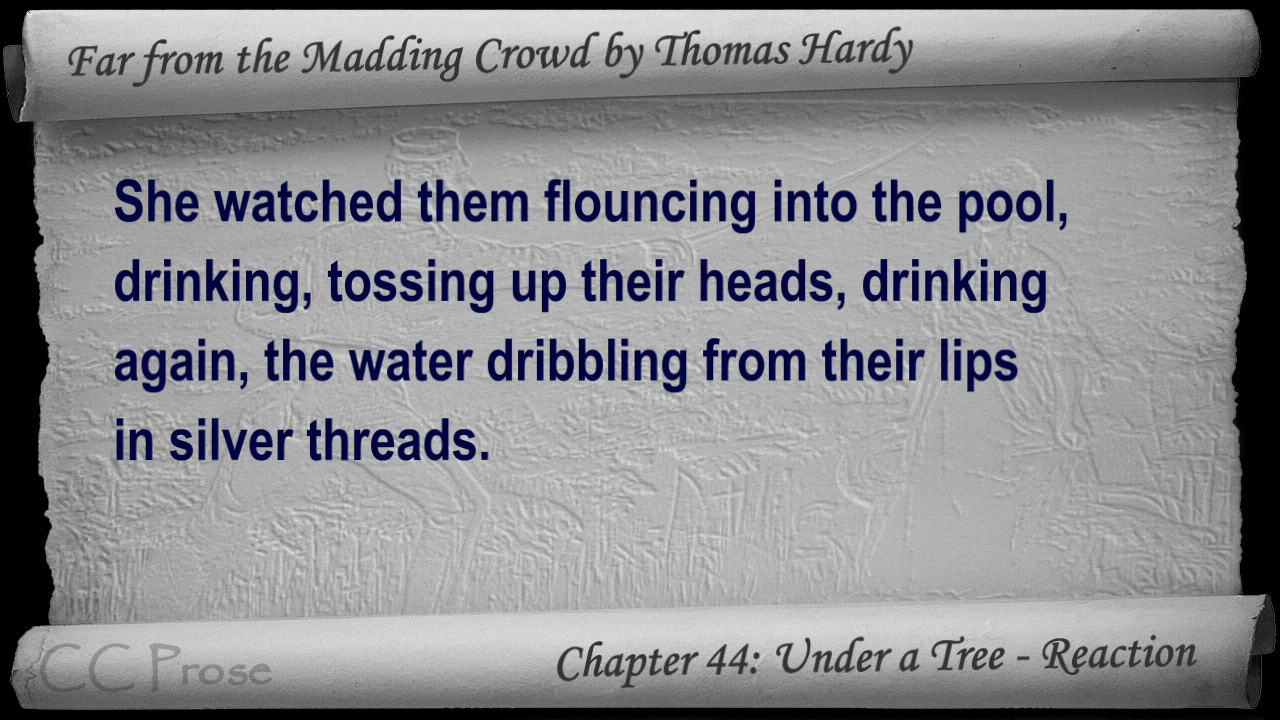 Far from the Madding Crowd by Thomas Hardy
She watched them flouncing into the pool,
drinking, tossing up their heads, drinking
again, the water dribbling from their lips
in silver threads.
CC Prose
Chapter 44: Under a Tree - Reaction